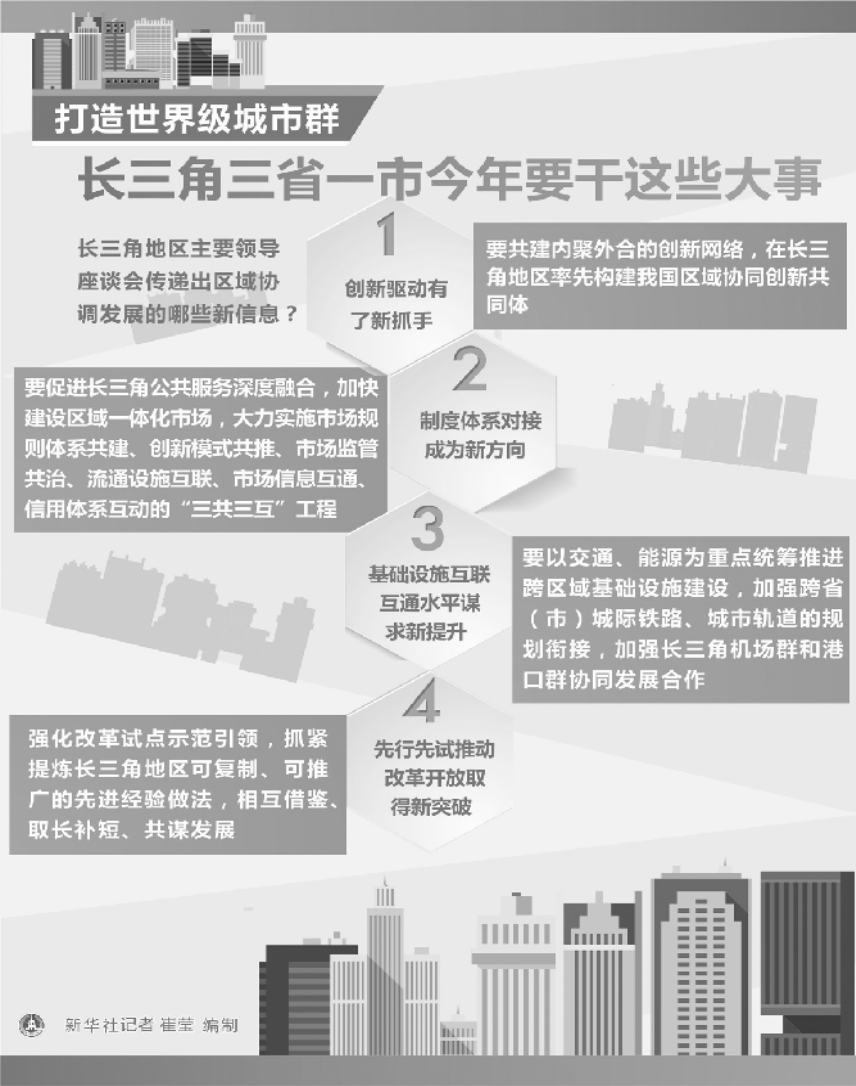 打造世界级城市群
长三角三省一市今年要干这些大事
长三角地区主要领导
座谈会传递出区域协
调发展的哪些新信息？
1
创新驱动有
了新抓手
要共建内聚外合的创新网络，在长三
角地区率先构建我国区域协同创新共
同体
2
制度体系对接
成为新方向
要促进长三角公共服务深度融合，加快
建设区域一体化市场，大力实施市场规
则体系共建、创新模式共推、市场监管
共治、流通设施互联、市场信息互通、
信用体系互动的“三共三互”工程
3
基础设施互联
互通水平谋
求新提升
要以交通、能源为重点统筹推进
跨区域基础设施建设，加强跨省
（市）城际铁路、城市轨道的规
划衔接，加强长三角机场群和港
口群协同发展合作
4
先行先试推动
改革开放取
得新突破
强化改革试点示范引领，抓紧
提炼长三角地区可复制、可推
广的先进经验做法，相互借鉴、
取长补短、共谋发展
新华社记者 崔莹 编制